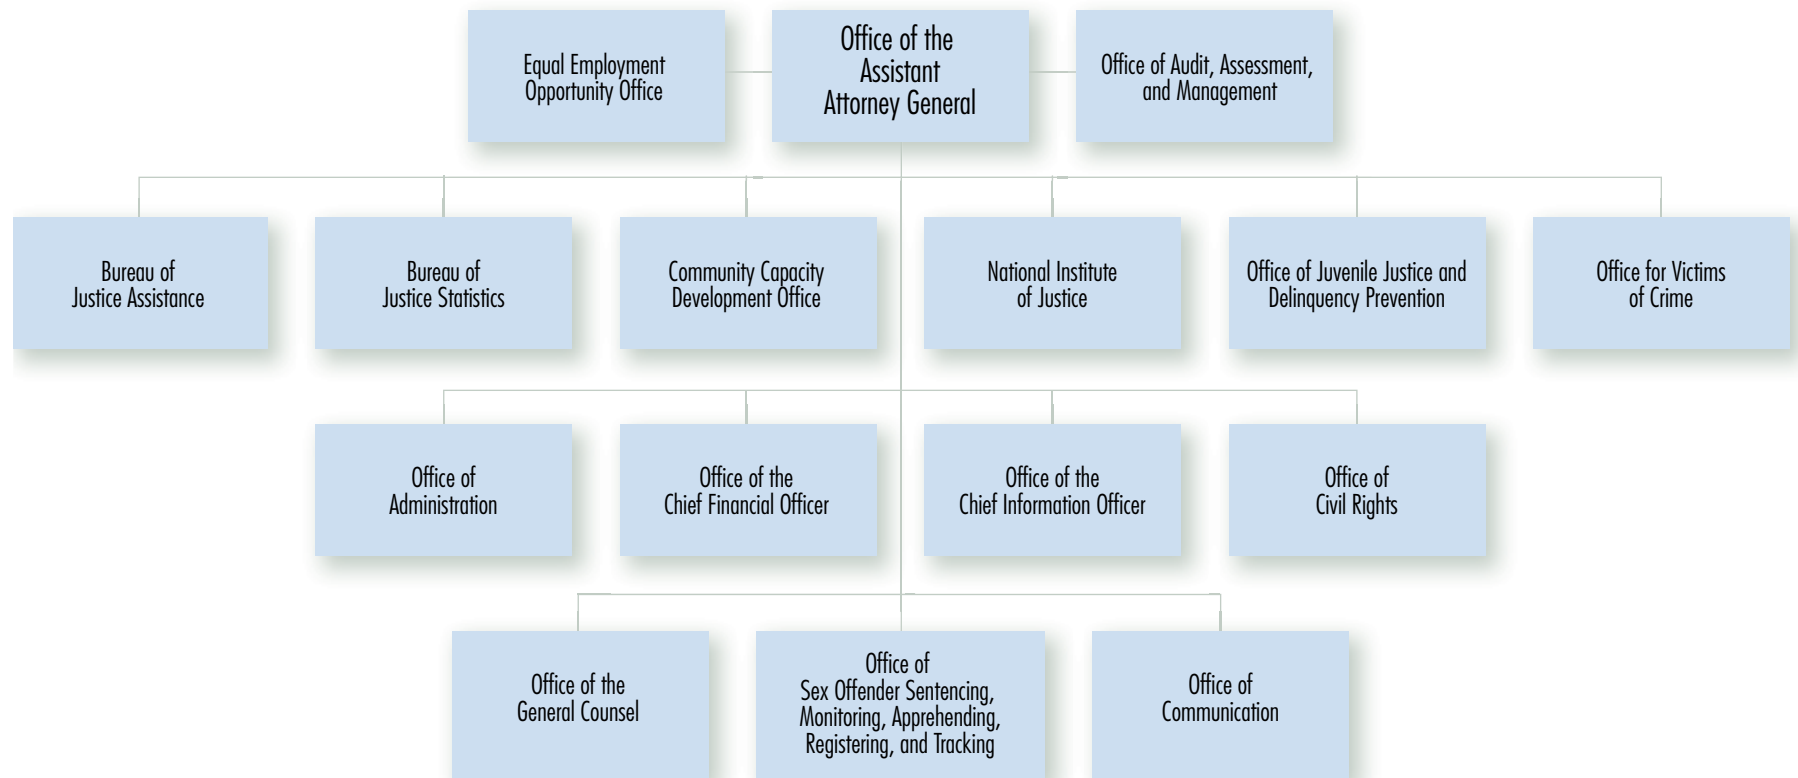 Equal Employment
Opportunity Office
Office of the
Assistant
Attorney General
Office of Audit, Assessment,
and Management
Bureau of
Justice Assistance
Bureau of
Justice Statistics
Community Capacity
Development Office
National Institute
of Justice
Office of Juvenile Justice and
Delinquency Prevention
Office for Victims
of Crime
Office of
Administration
Office of the
Chief Financial Officer
Office of the
Chief Information Officer
Office of
Civil Rights
Office of the
General Counsel
Office of
Sex Offender Sentencing,
Monitoring, Apprehending,
Registering, and Tracking
Office of
Communication